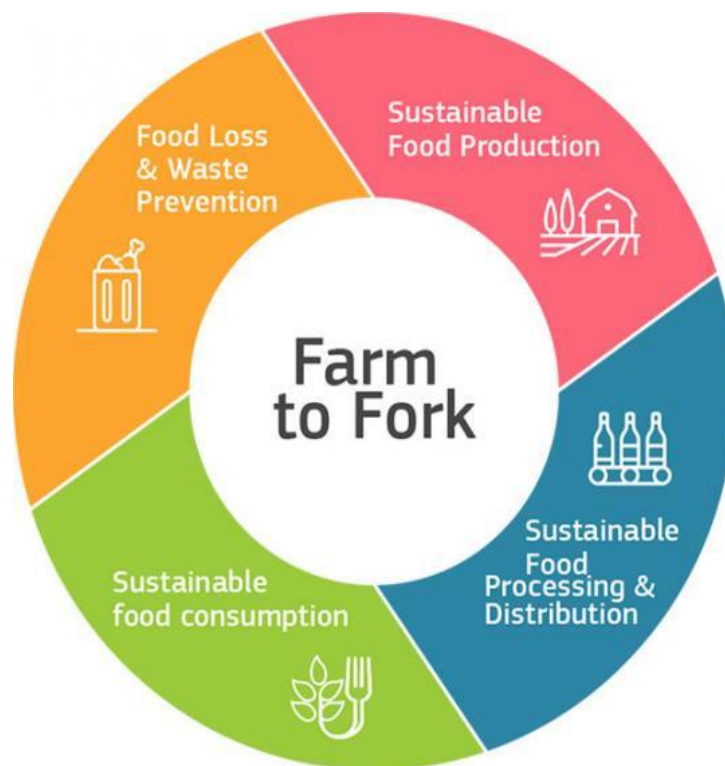 Farm
to Fork
Sustainable
Food Production
Sustainable
Food
Processing &
Distribution
Sustainable
food consumption
Food Loss
& Waste
Prevention